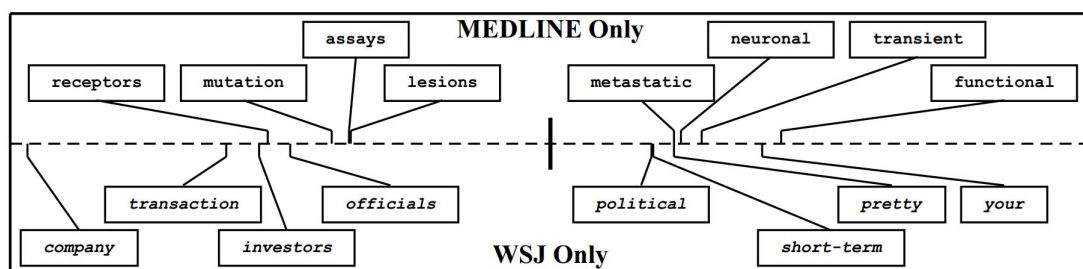 MEDLINE Only
assays
neuronal
transient
receptors
mutation
lesions
metastatic
functional
transaction
officials
political
pretty
your
company
investors
short-term
WSJ Only